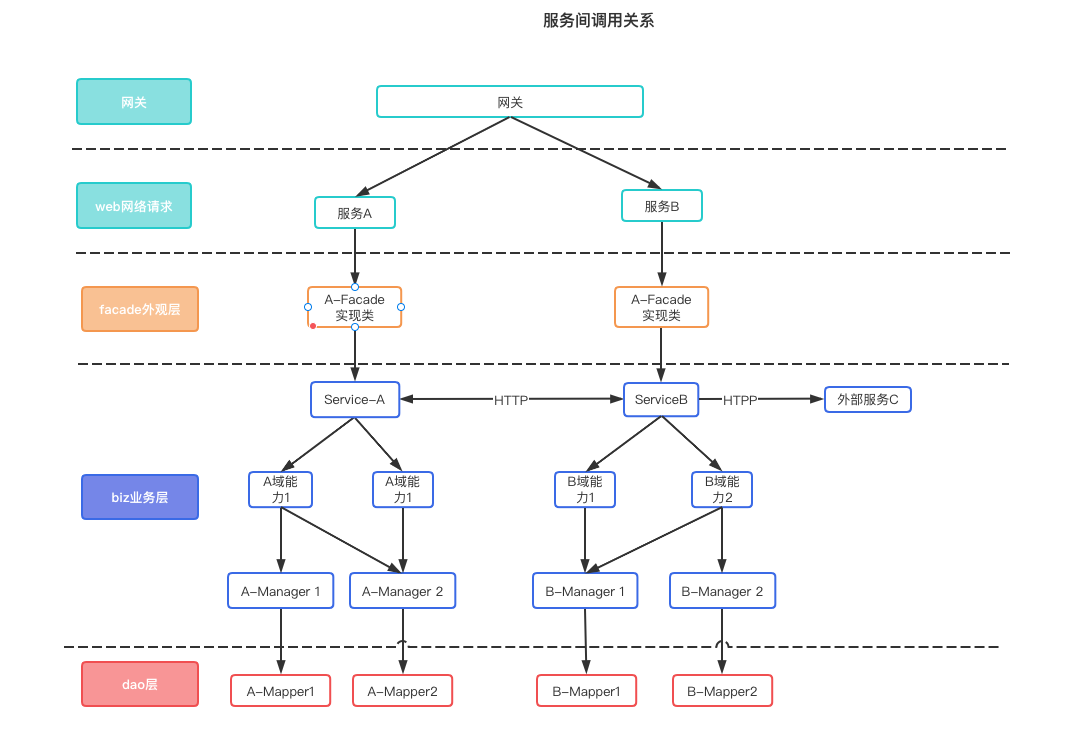 服务间调用关系
网关
网关
web网络请求
服务A
服务B
facade外观层
A-Facade
实现类
A-Facade
实现类
Service-A
HTTP
ServiceB
HTPP
外部服务C
biz业务层
A域能
力1
A域能
力1
B域能
力1
B域能
力2
A-Manager 1
A-Manager 2
B-Manager 1
B-Manager 2
dao层
A-Mapper1
A-Mapper2
B-Mapper1
B-Mapper2